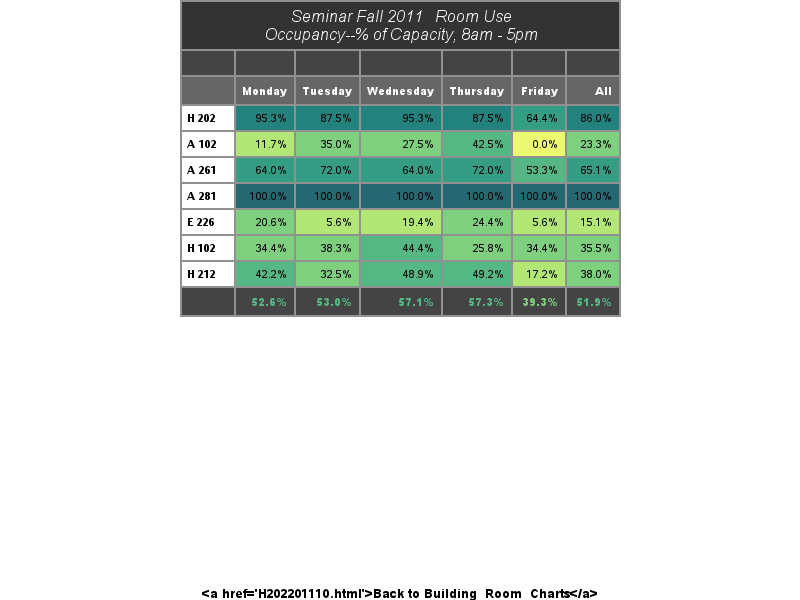 Seminar Fall 2011 Room Use
Occupancy--% of Capacity, 8am - 5pm
Monday Tuesday Wednesday Thursday Friday All
H 202 95.3% 87.5% 95.3% 87.5% 64.4% 86.0%
A 102 11.7% 35.0% 27.5% 42.5% 0.0% 23.3%
A 261 64.0% 72.0% 64.0% 72.0% 53.3% 65.1%
A 281 100.0% 100.0% 100.0% 100.0% 100.0% 100.0%
E 226 20.6% 5.6% 19.4% 24.4% 5.6% 15.1%
H 102 34.4% 38.3% 44.4% 25.8% 34.4% 35.5%
H 212 42.2% 32.5% 48.9% 49.2% 17.2% 38.0%
52.6% 53.0% 57.1% 57.3% 39.3% 51.9%
<a href='H202201110.html'>Back to Building Room Charts</a>